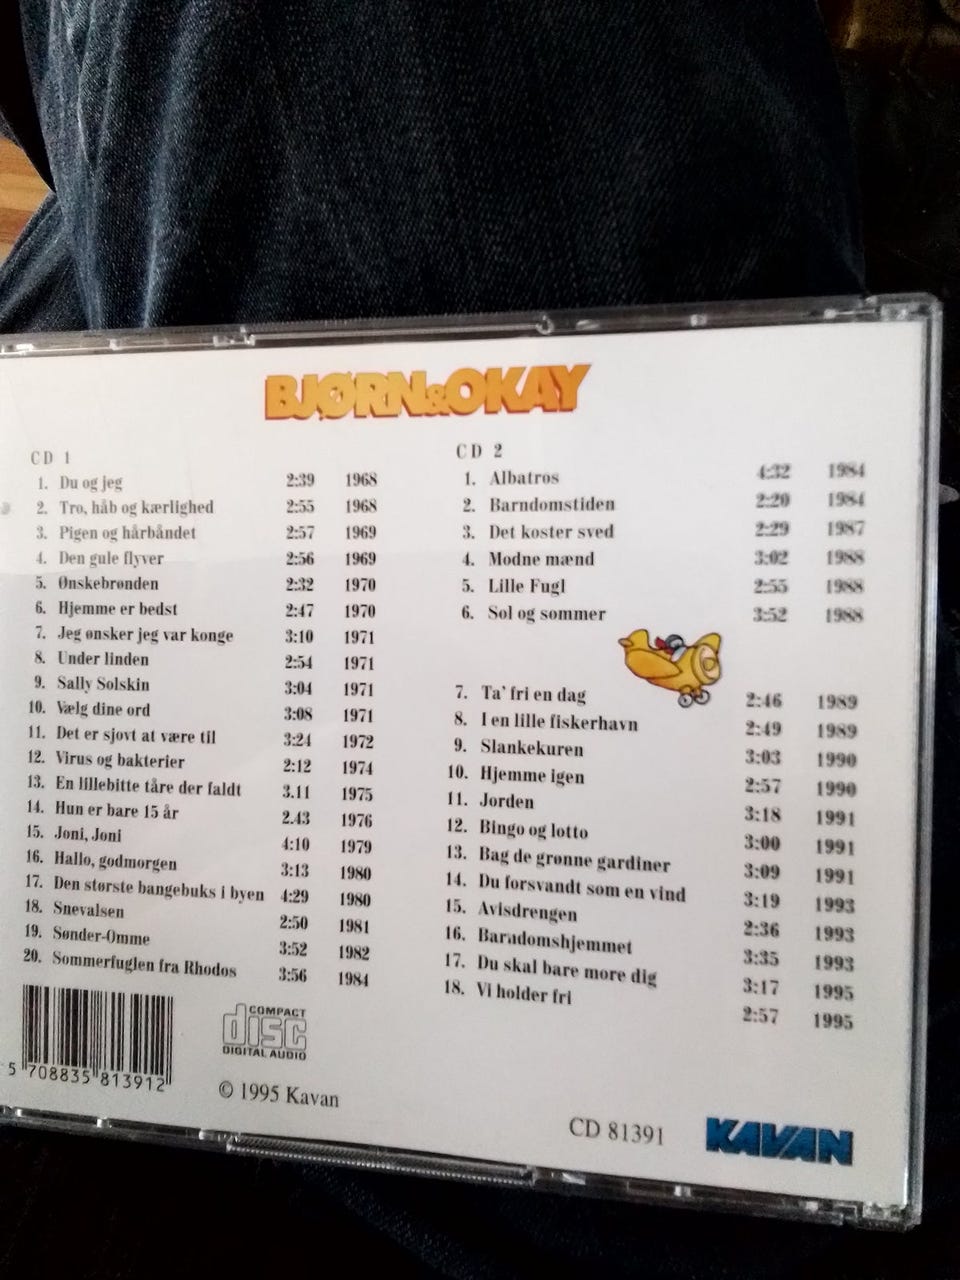 BJØRN&OKAY
CD 1
1. Du og jeg 2:39 1968
2. Tro, håb og kærlighed 2:55 1968
3. Pigen og hårbåndet 2:57 1969
4. Den gule flyver 2:56 1969
5. Ønskebrønden 2:32 1970
6. Hjemme er bedst 2:47 1970
7. Jeg ønsker jeg var konge 3:10 1971
8. Under linden 2:54 1971
9. Sally Solskin 3:04 1971
10. Vælg dine ord 3:08 1971
11. Det er sjovt at være til 3:24 1972
12. Virus og bakterier 2:12 1974
13. En lillebitte tåre der faldt 3.11 1975
14. Hun er bare 15 år 2.43 1976
15. Joni, Joni 4:10 1979
16. Hallo, godmorgen 3:13 1980
17. Den største bangebuks i byen 4:29 1980
18. Snevalsen 2:50 1981
19. Sønder-Omme 3:52 1982
20. Sommerfuglen fra Rhodos 3:56 1984
CD 2
1. Albatros 4:32 1984
2. Barndomstiden 2:20 1984
3. Det koster sved 2:29 1987
4. Modne mænd 3:02 1988
5. Lille Fugl 2:55 1988
6. Sol og sommer 3:52 1988
7. Ta' fri en dag 2:46 1989
8. I en lille fiskerhavn 2:49 1989
9. Slankekuren 3:03 1990
10. Hjemme igen 2:57 1990
11. Jorden 3:18 1991
12. Bingo og lotto 3:00 1991
13. Bag de grønne gardiner 3:09 1991
14. Du forsvandt som en vind 3:19 1993
15. Avisdrengen 2:36 1993
16. Barndomshjemmet 3:35 1993
17. Du skal bare more dig 3:17 1995
18. Vi holder fri 2:57 1995
5 708835 813912
COMPACT
disc
DIGITAL AUDIO
© 1995 Kavan
CD 81391
KAVAN